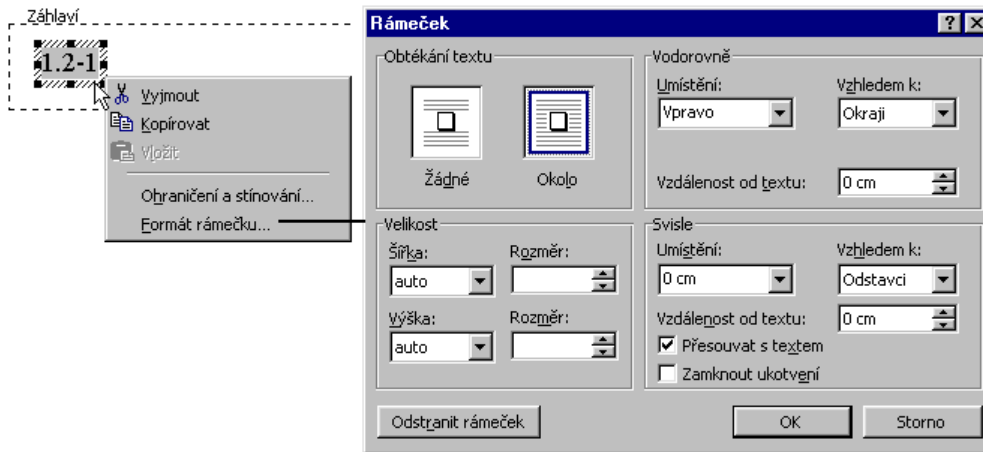 Záhlaví
1.2-1
Vyjmout
Kopírovat
Vložit
Ohraničení a stínování...
Formát rámečku...
Rámeček
Obtékání textu
Žádné
Okolo
Vodorovně
Umístění:
Vzhledem k:
Vpravo
Okraji
Vzdálenost od textu:
0 cm
Velikost
Šířka:
Rozměr:
auto
Výška:
Rozměr:
auto
Svisle
Umístění:
Vzhledem k:
0 cm
Odstavci
Vzdálenost od textu:
0 cm
Přesouvat s textem
Zamknout ukotvení
Odstranit rámeček
OK
Storno